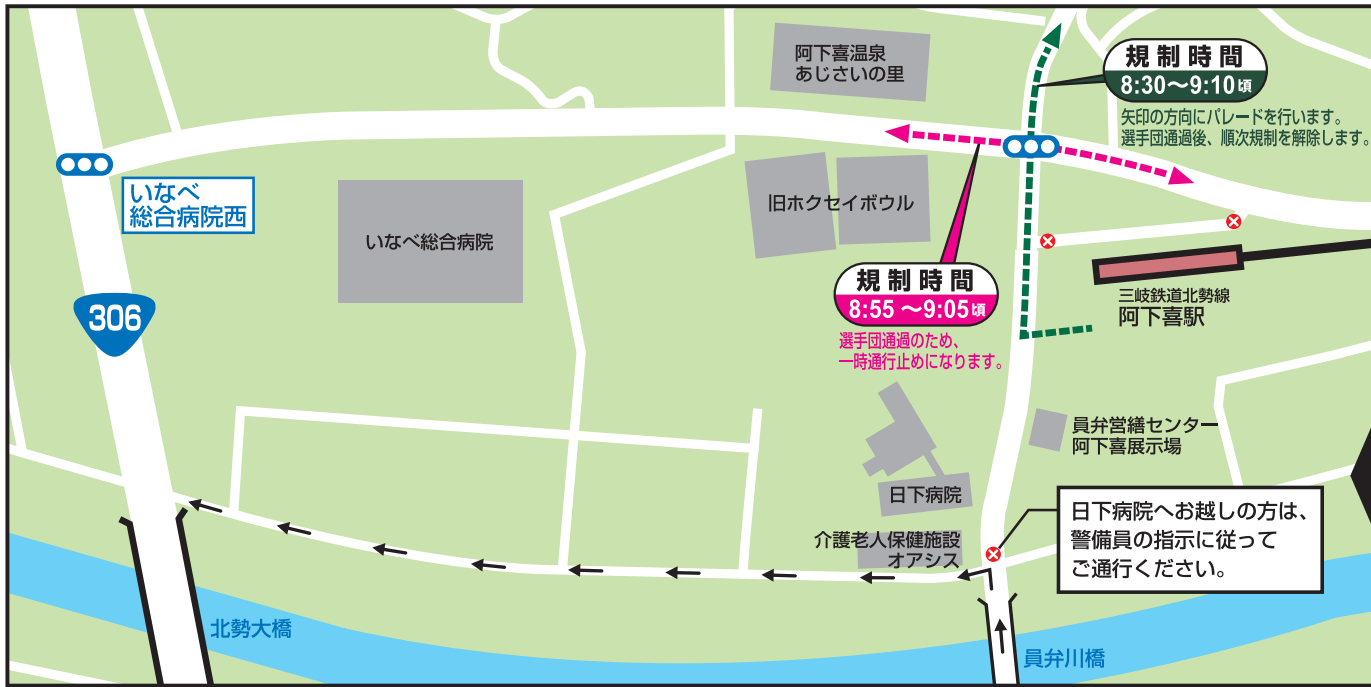 阿下喜温泉
あじさいの里
規制時間
8:30〜9:10頃
矢印の方向にパレードを行います。
選手団通過後、順次規制を解除します。
いなべ
総合病院西
いなべ総合病院
旧ホクセイボウル
306
規制時間
8:55 〜9:05頃
選手団通過のため、
一時通行止めになります。
三岐鉄道北勢線
阿下喜駅
員弁営繕センター
阿下喜展示場
日下病院
介護老人保健施設
オアシス
日下病院へお越しの方は、
警備員の指示に従って
ご通行ください。
北勢大橋
員弁川橋